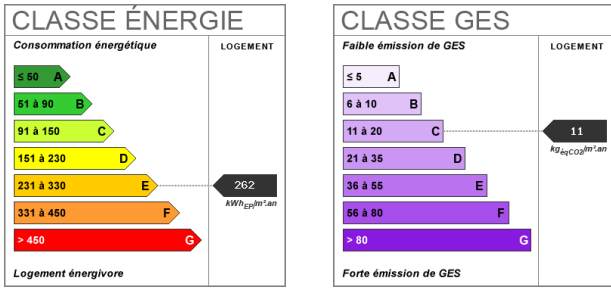 CLASSE ÉNERGIE
Consommation énergétique
LOGEMENT
≤ 50 A
51 à 90 B
91 à 150 C
151 à 230 D
231 à 330 E
262
kWhEP/m².an
331 à 450 F
> 450 G
Logement énergivore
CLASSE GES
Faible émission de GES
LOGEMENT
≤ 5 A
6 à 10 B
11 à 20 C
11
kgéqCO2/m².an
21 à 35 D
36 à 55 E
56 à 80 F
> 80 G
Forte émission de GES